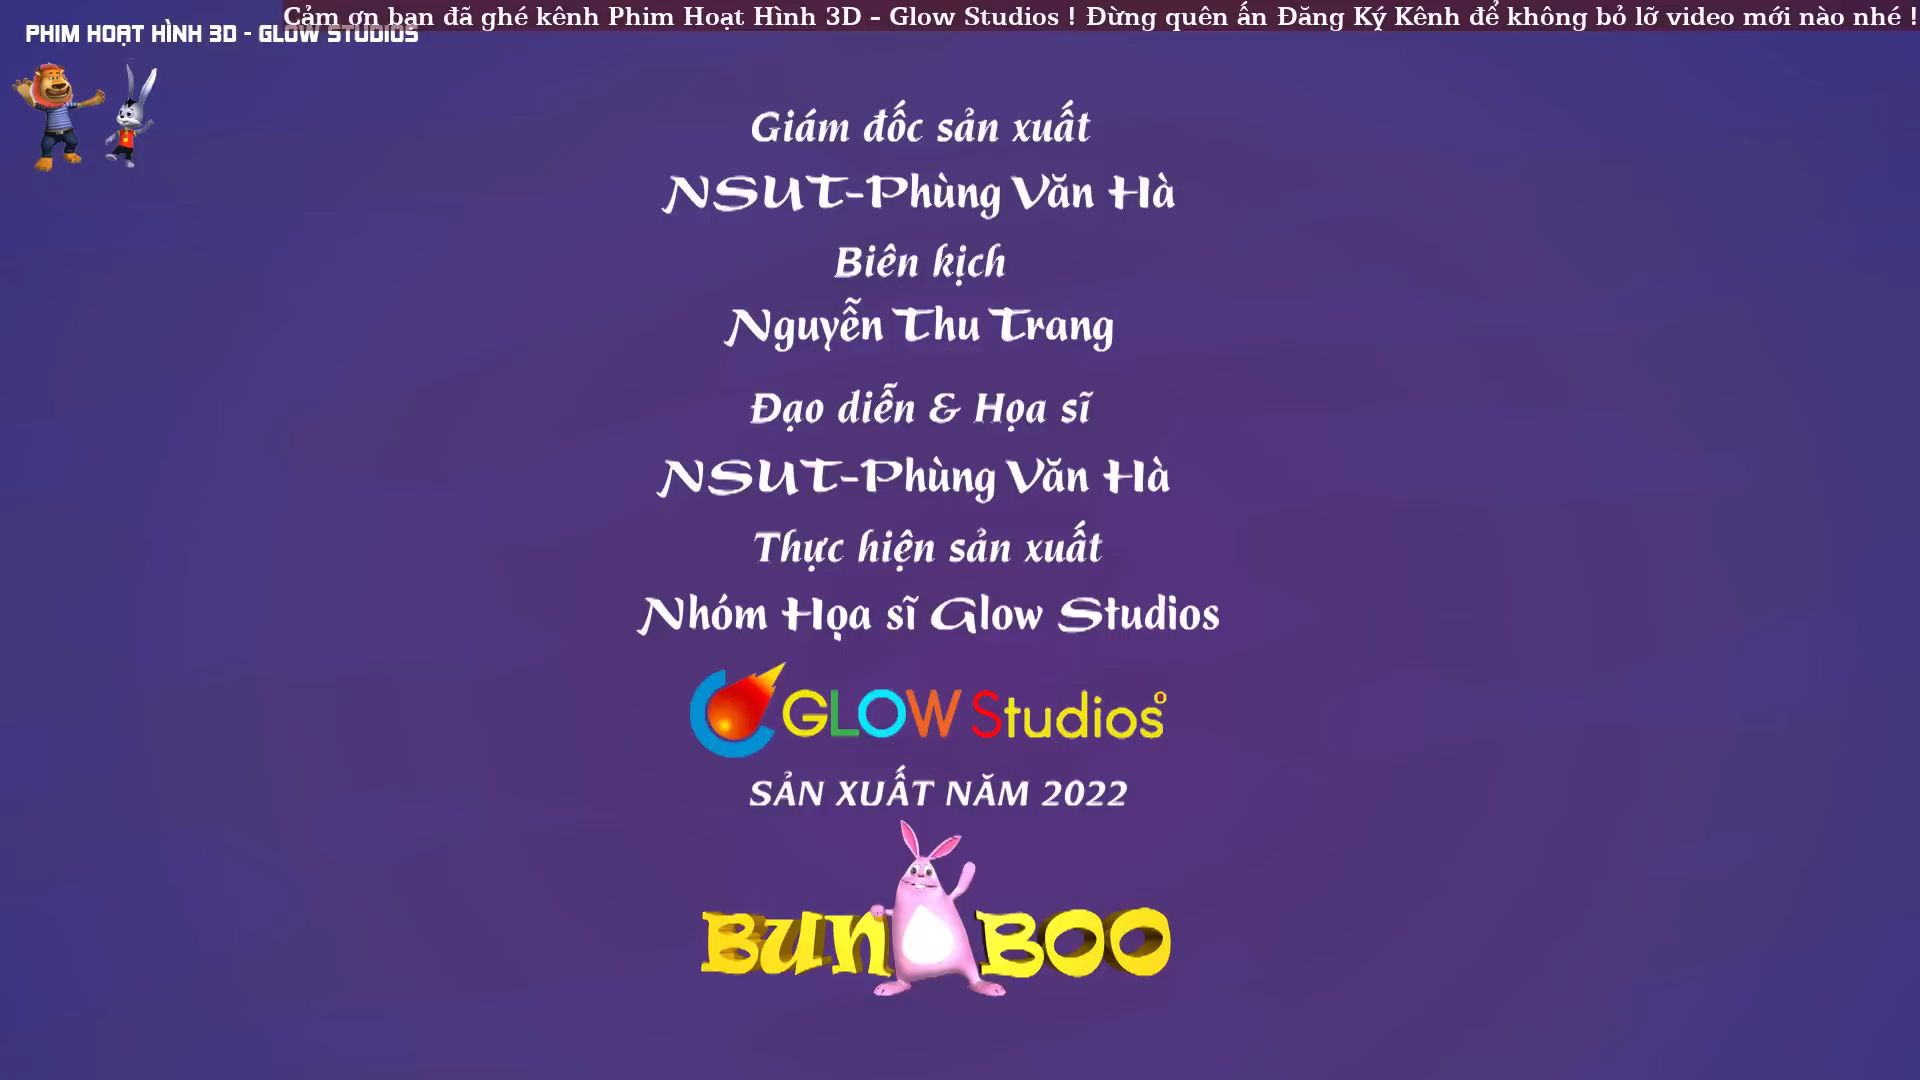 Cảm ơn bạn đã ghé kênh Phim Hoạt Hình 3D – Glow Studios ! Đừng quên ấn Đăng Ký Kênh để không bỏ lỡ video mới nào nhé !
PHIM HOẠT HÌNH 3D - GLOW STUDIOS
Giám đốc sản xuất
NSUT-Phùng Văn Hà
Biên kịch
Nguyễn Thu Trang
Đạo diễn & Họa sĩ
NSUT-Phùng Văn Hà
Thực hiện sản xuất
Nhóm Họa sĩ Glow Studios
GLOW Studios
SẢN XUẤT NĂM 2022
BUN BOO